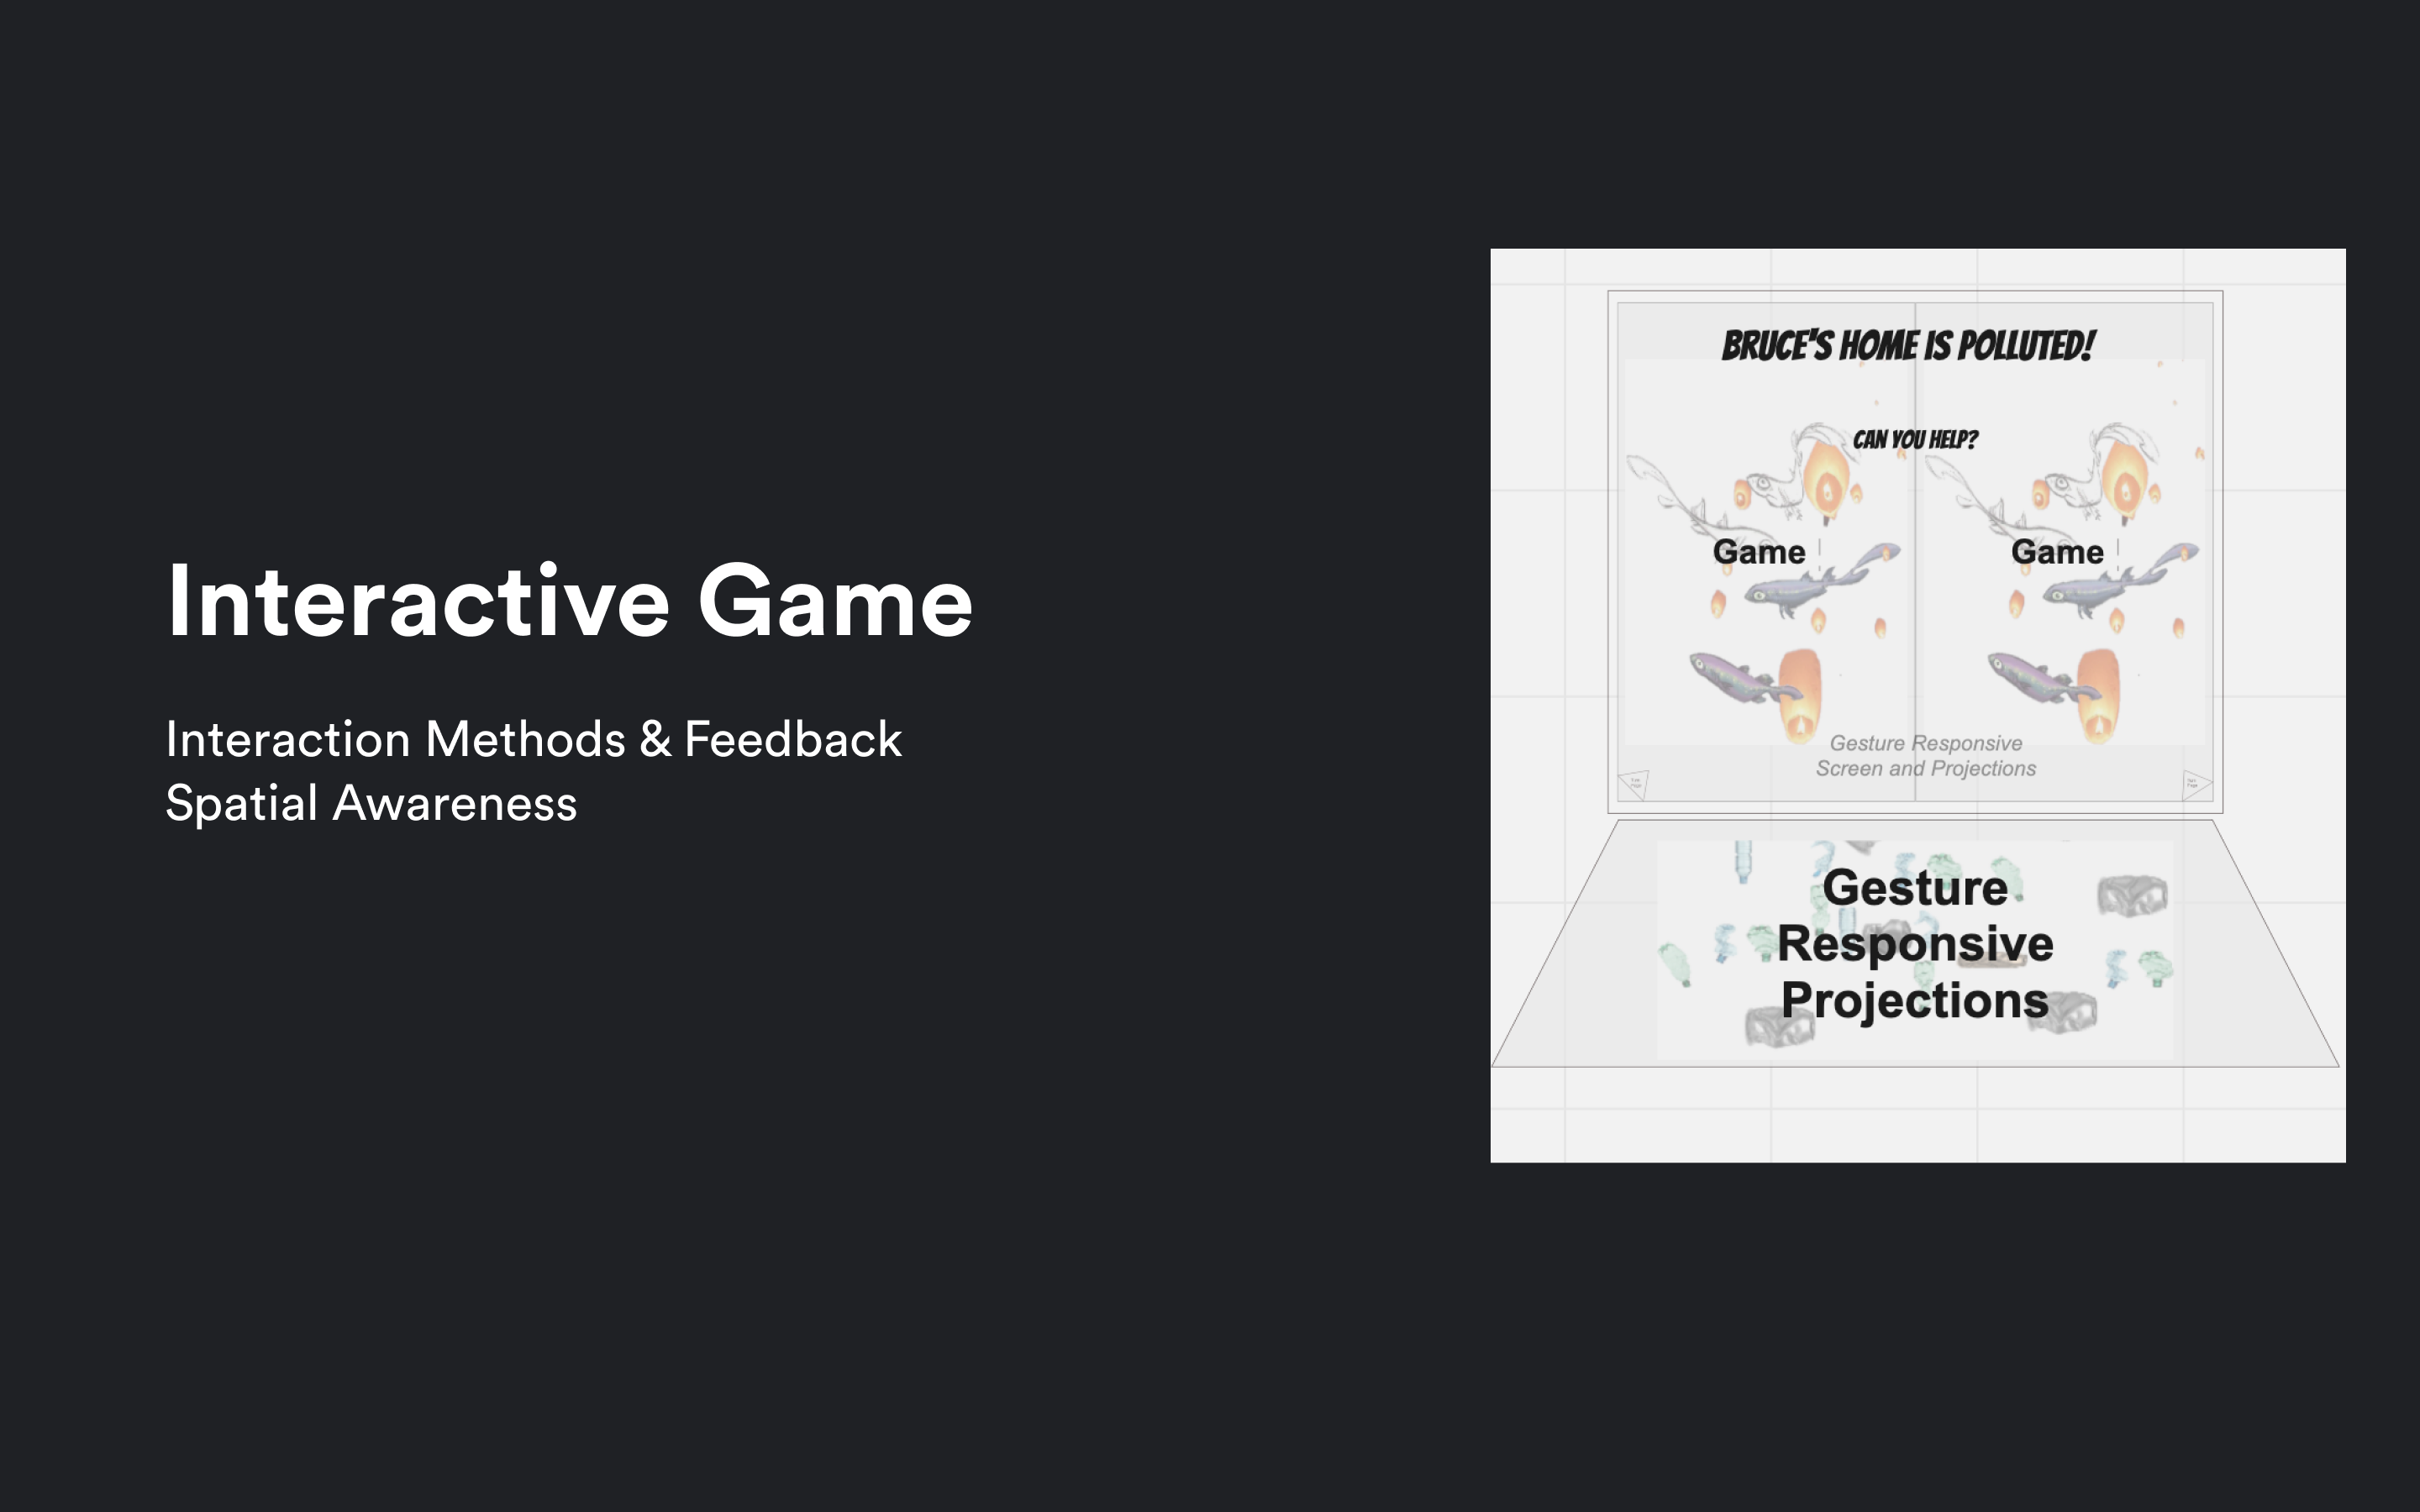 Interactive Game
Interaction Methods & Feedback
Spatial Awareness
BRUCE'S HOME IS POLLUTED!
CAN YOU HELP?
Game
Game
Gesture Responsive
Screen and Projections
Gesture
Responsive
Projections